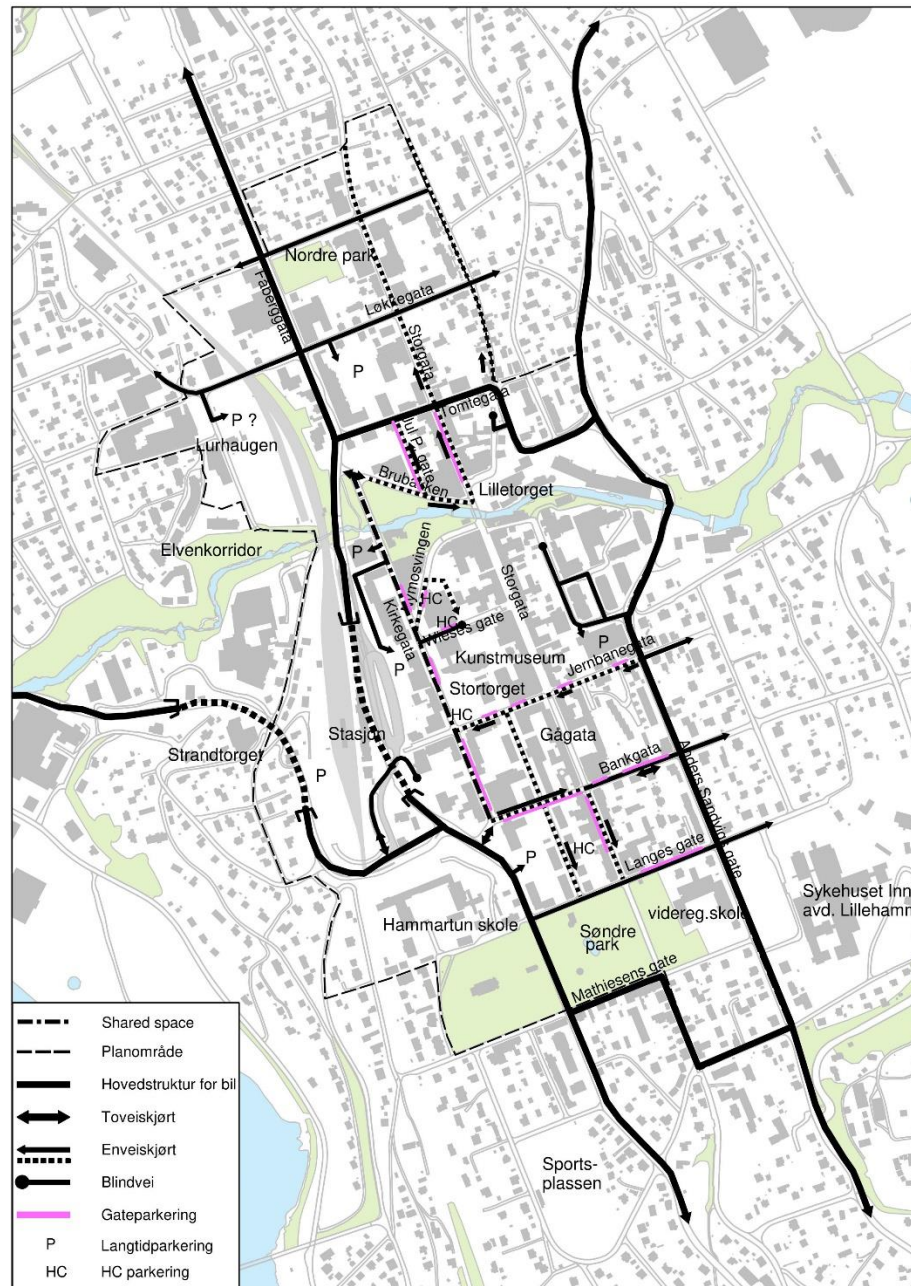 Nordre park
Fåberggata
Løkkegata
Storgata
P
P ?
Lurhaugen
Tomtegata
Jul P gate
Brubakken
Lilletorget
Elvenkorridor
P
Kirkegata
HC
HC
Wieses gate
Storgata
P
P
Kunstmuseum
Jernbanegata
Stortorget
HC
Strandtorget
Stasjon
P
Gågata
Bankgata
Anders Sandvigs gate
P
HC
Langes gate
Hammartun skole
Søndre
park
videreg.skole
Sykehuset Inn
avd. Lillehamm
Mathiesens gate
Sports-
plassen
Shared space
Planområde
Hovedstruktur for bil
Toveiskjørt
Enveiskjørt
Blindvei
Gateparkering
P Langtidparkering
HC HC parkering